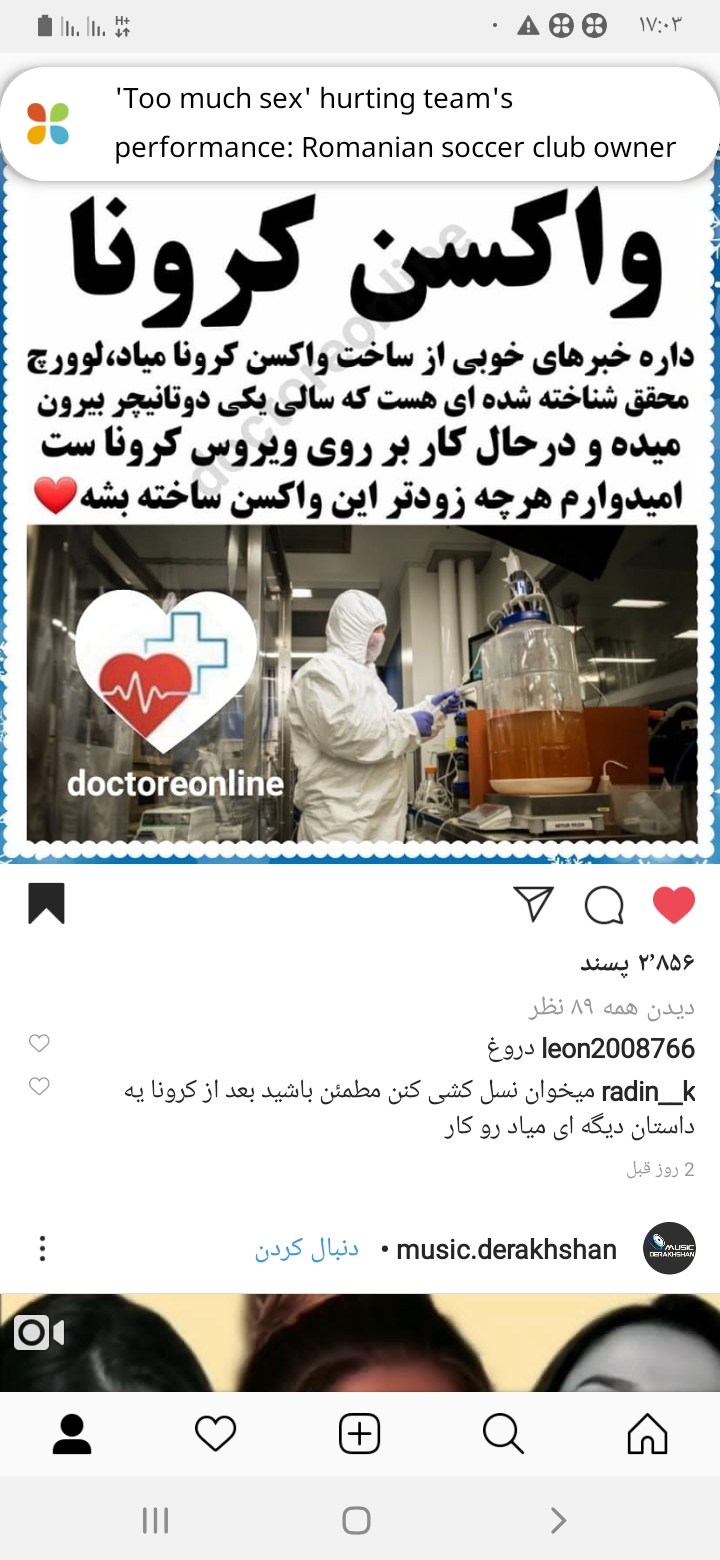 H+
۱۷:۰۳
'Too much sex' hurting team's
performance: Romanian soccer club owner
واکسن کرونا
داره خبرهای خوبی از ساخت واکسن کرونا میاد،لوورچ
محقق شناخته شده ای هست که سالی یکی دوتانیچر بیرون
میده و درحال کار بر روی ویروس کرونا ست
امیدوارم هرچه زودتر این واکسن ساخته بشه❤️
doctoraonline
doctoreonline
۲٬۸۵۶ پسند
دیدن همه ۸۹ نظر
leon2008766 دروغ
radin__k میخوان نسل کشی کنن مطمئن باشید بعد از کرونا یه
داستان دیگه ای میاد رو کار
2 روز قبل
music.derakhshan • دنبال کردن
MUSIC
DERAKHSHAN